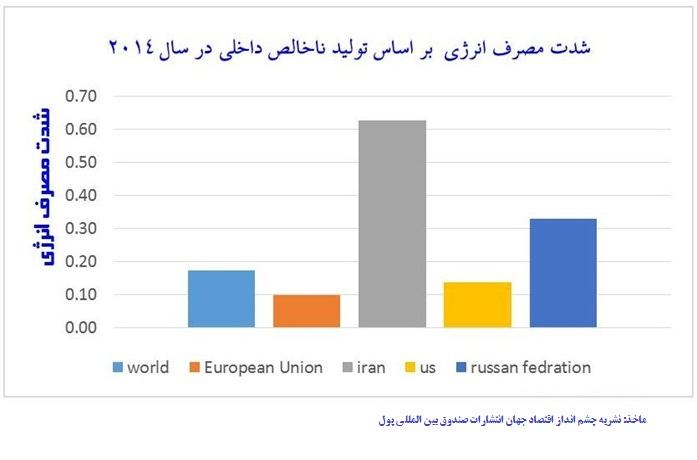 شدت مصرف انرژی بر اساس تولید ناخالص داخلی در سال ۲۰۱٤
شدت مصرف انرژی
0.70
0.60
0.50
0.40
0.30
0.20
0.10
0.00
world European Union iran us russan fedration
ماخذ: نشریه چشم انداز اقتصاد جهان انتشارات صندوق بین المللی پول